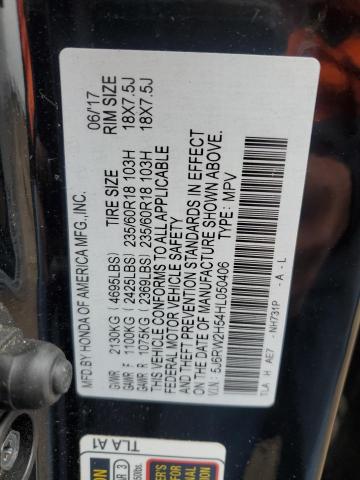 MFD BY HONDA OF AMERICA MFG.,INC. 06/'17
TIRE SIZE RIM SIZE
GVWR 2130KG (4695LBS)
GAWR F 1100KG (2425LBS) 235/60R18 103H 18X7.5J
GAWR R 1075KG (2369LBS) 235/60R18 103H 18X7.5J
THIS VEHICLE CONFORMS TO ALL APPLICABLE
FEDERAL MOTOR VEHICLE SAFETY
AND THEFT PREVENTION STANDARDS IN EFFECT
ON THE DATE OF MANUFACTURE SHOWN ABOVE.
V.I.N.: 5J6RW2H54HL050406 TYPE: MPV
TLA H AE7 - NH731P - A - L
TLA A1